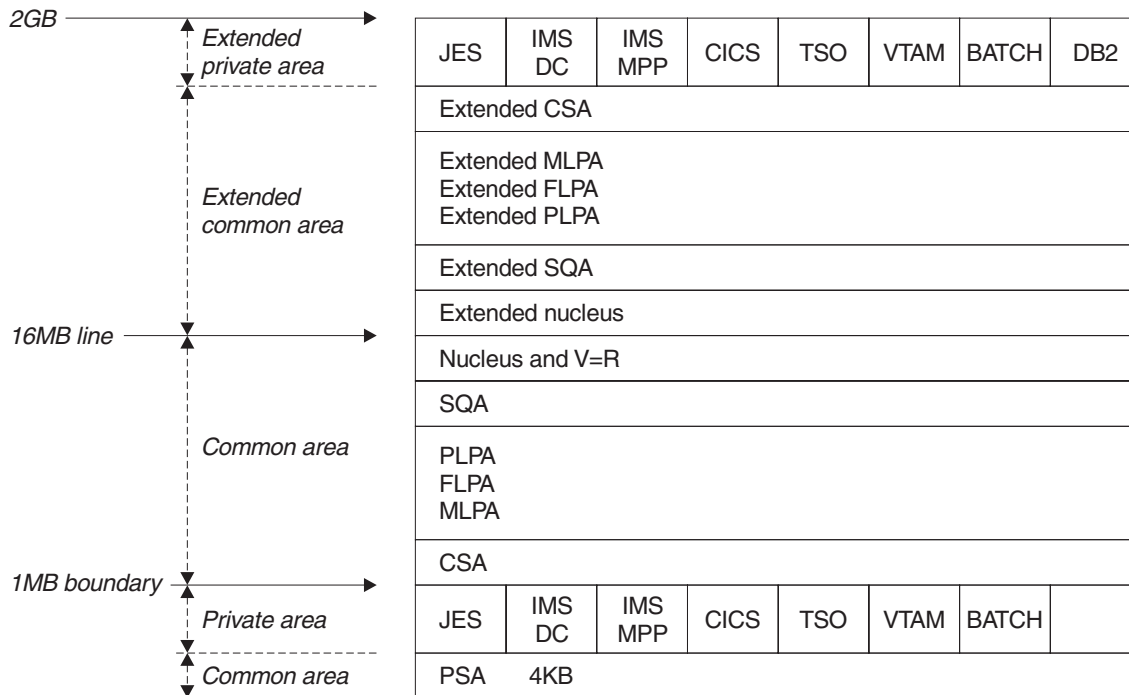 2GB
Extended
private area
JES
IMS
DC
IMS
MPP
CICS
TSO
VTAM
BATCH
DB2
Extended
common area
Extended CSA
Extended MLPA
Extended FLPA
Extended PLPA
Extended SQA
Extended nucleus
16MB line
Common area
Nucleus and V=R
SQA
PLPA
FLPA
MLPA
CSA
1MB boundary
Private area
JES
IMS
DC
IMS
MPP
CICS
TSO
VTAM
BATCH
Common area
PSA 4KB